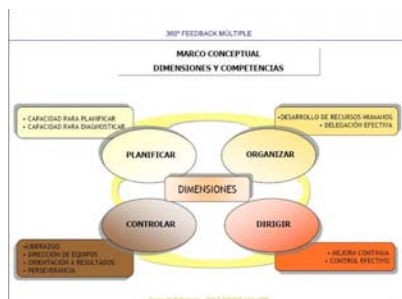 360º FEEDBACK MÚLTIPLE
MARCO CONCEPTUAL
DIMENSIONES Y COMPETENCIAS
• CAPACIDAD PARA PLANIFICAR
• CAPACIDAD PARA DIAGNOSTICAR
•DESARROLLO DE RECURSOS HUMANOS
• DELEGACIÓN EFECTIVA
PLANIFICAR
ORGANIZAR
DIMENSIONES
CONTROLAR
DIRIGIR
•LIDERAZGO
• DIRECCIÓN DE EQUIPOS
• ORIENTACIÓN A RESULTADOS
• PERSEVERANCIA
• MEJORA CONTINUA
• CONTROL EFECTIVO